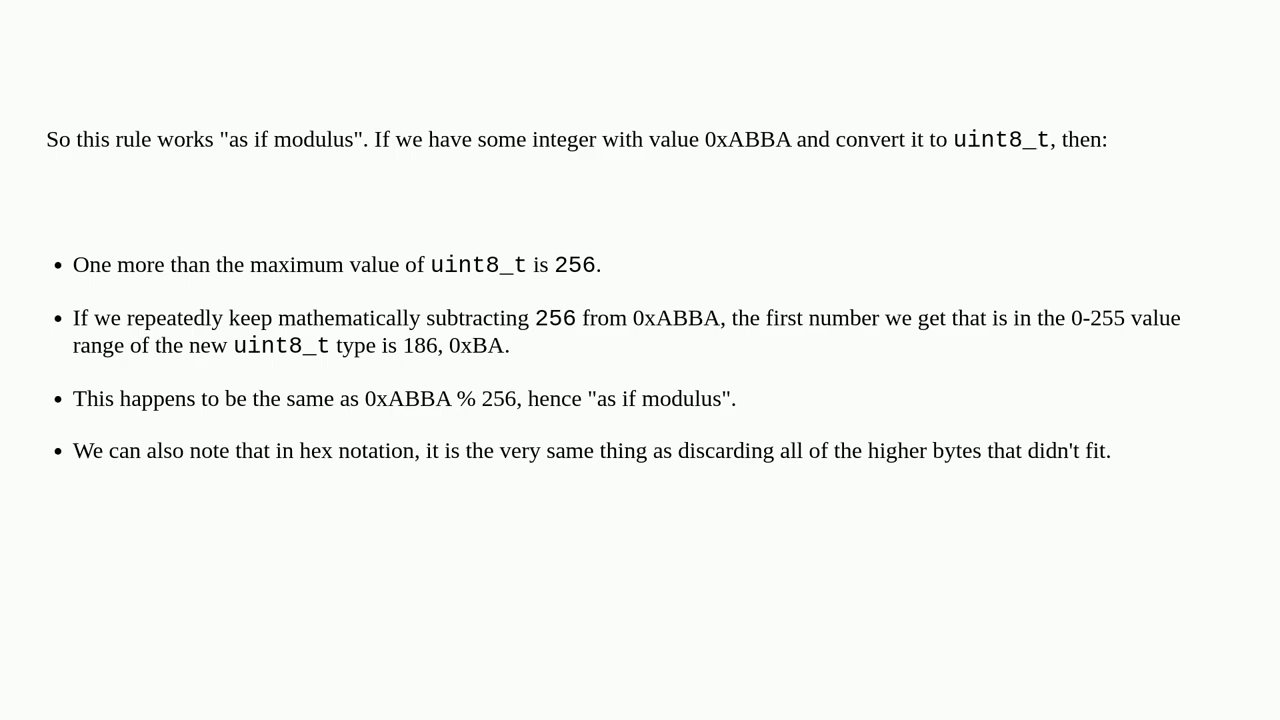 So this rule works "as if modulus". If we have some integer with value 0xABBA and convert it to uint8_t, then:
• One more than the maximum value of uint8_t is 256.
• If we repeatedly keep mathematically subtracting 256 from 0xABBA, the first number we get that is in the 0-255 value
range of the new uint8_t type is 186, 0xBA.
• This happens to be the same as 0xABBA % 256, hence "as if modulus".
• We can also note that in hex notation, it is the very same thing as discarding all of the higher bytes that didn't fit.